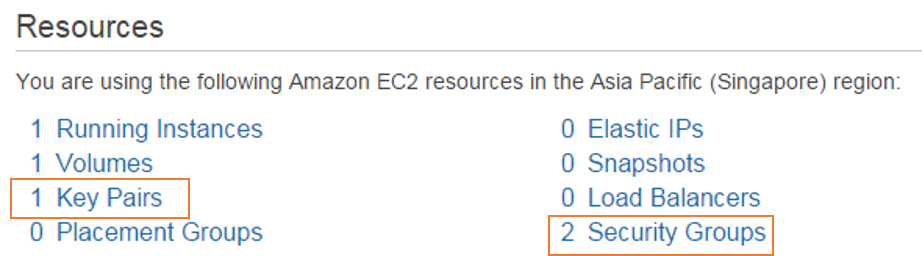 Resources
You are using the following Amazon EC2 resources in the Asia Pacific (Singapore) region:
1 Running Instances
1 Volumes
1 Key Pairs
0 Placement Groups
0 Elastic IPs
0 Snapshots
0 Load Balancers
2 Security Groups